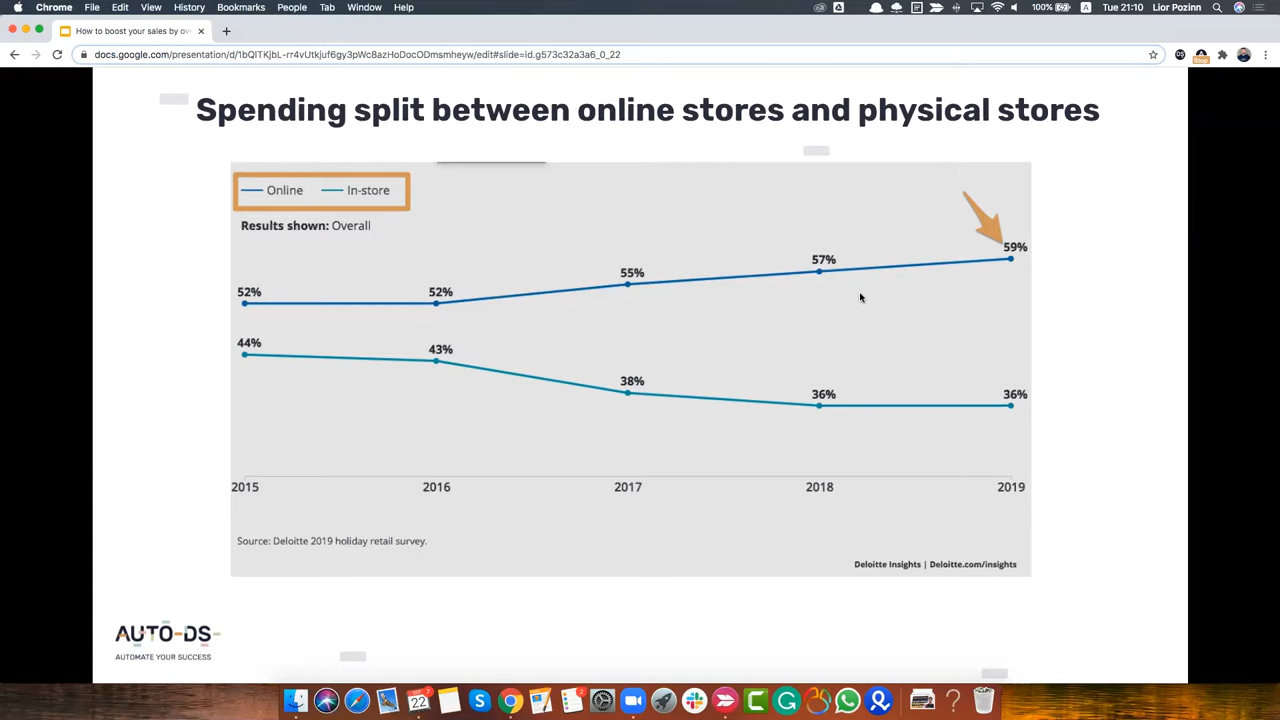 Chrome File Edit View History Bookmarks People Tab Window Help
100% A Tue 21:10 Lior Pozinn
How to boost your sales by ov
docs.google.com/presentation/d/1bQITKjbL-rr4vUtkjuf6gy3pWc8azHoDocODmsmheyw/edit#slide=id.g573c32a3a6_0_22
DS
Stop
Spending split between online stores and physical stores
Online In-store
Results shown: Overall
52% 52% 55% 57% 59%
44% 43% 38% 36% 36%
2015 2016 2017 2018 2019
Source: Deloitte 2019 holiday retail survey.
Deloitte Insights | Deloitte.com/insights
AUTO-DS
AUTOMATE YOUR SUCCESS
22